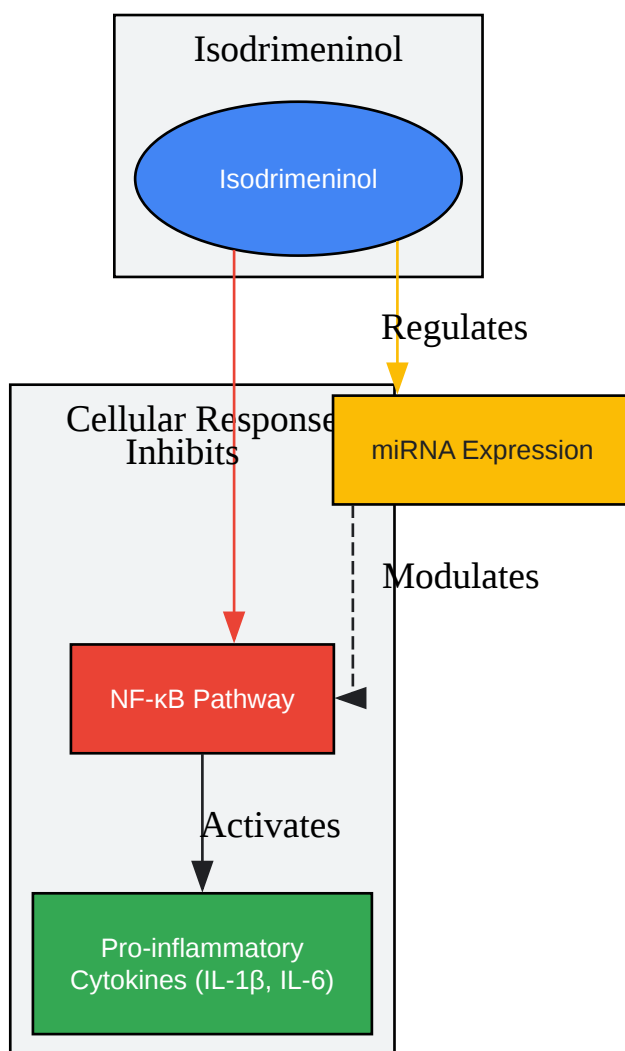 Isodrimeninol
Isodrimeninol
Regulates
Cellular Response
Inhibits
miRNA Expression
Modulates
NF-κB Pathway
Activates
Pro-inflammatory
Cytokines (IL-1β, IL-6)